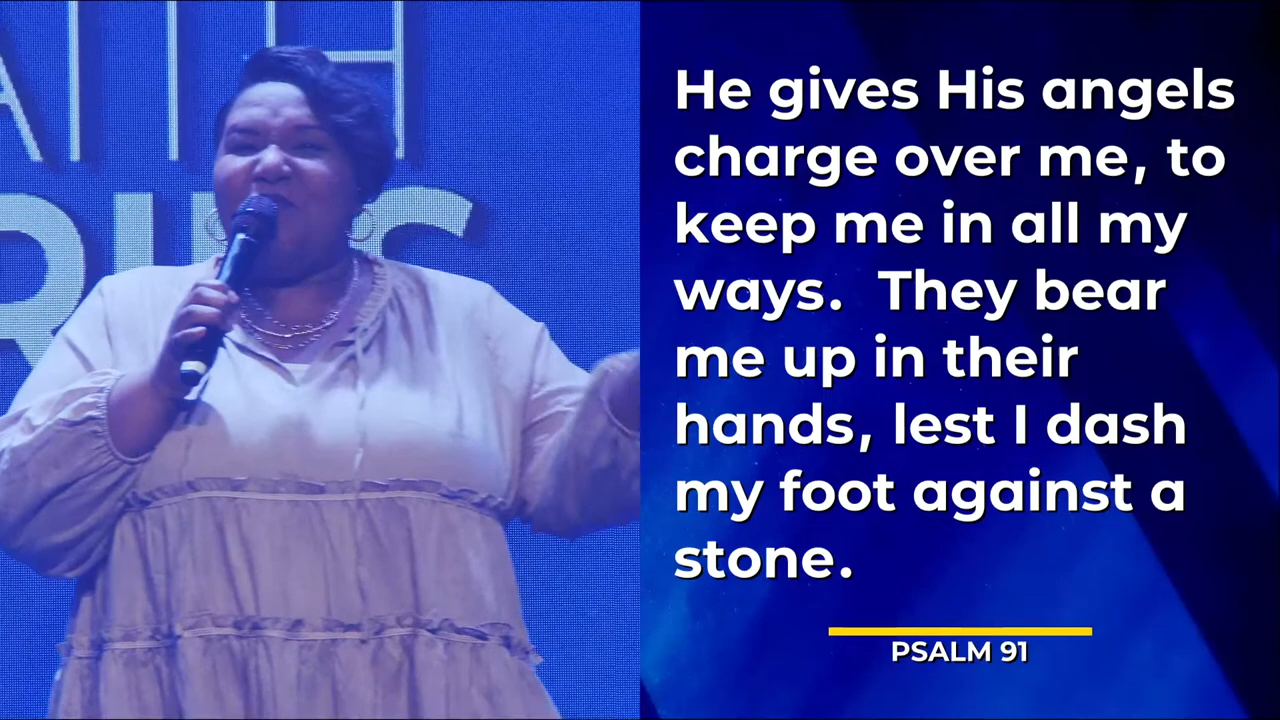 He gives His angels
charge over me, to
keep me in all my
ways.  They bear
me up in their
hands, lest I dash
my foot against a
stone.
PSALM 91